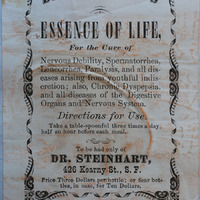 ESSENCE OF LIFE,
For the Cure of
Nervous Debility, Spermatorrhea,
Leucorrhea, Paralysis, and all dis-
eases arising from youthful indis-
cretion; also, Chronic Dyspepsia,
and all diseases of the Digestive
Organs and Nervous System.
Directions for Use
Take a table-spoonful three times a day,
half an hour before each meal.
To be had only of
DR. STEINHART,
426 Kearny St., S. F.
Price Three Dollars per bottle; or four bot-
tles, in case, for Ten Dollars.